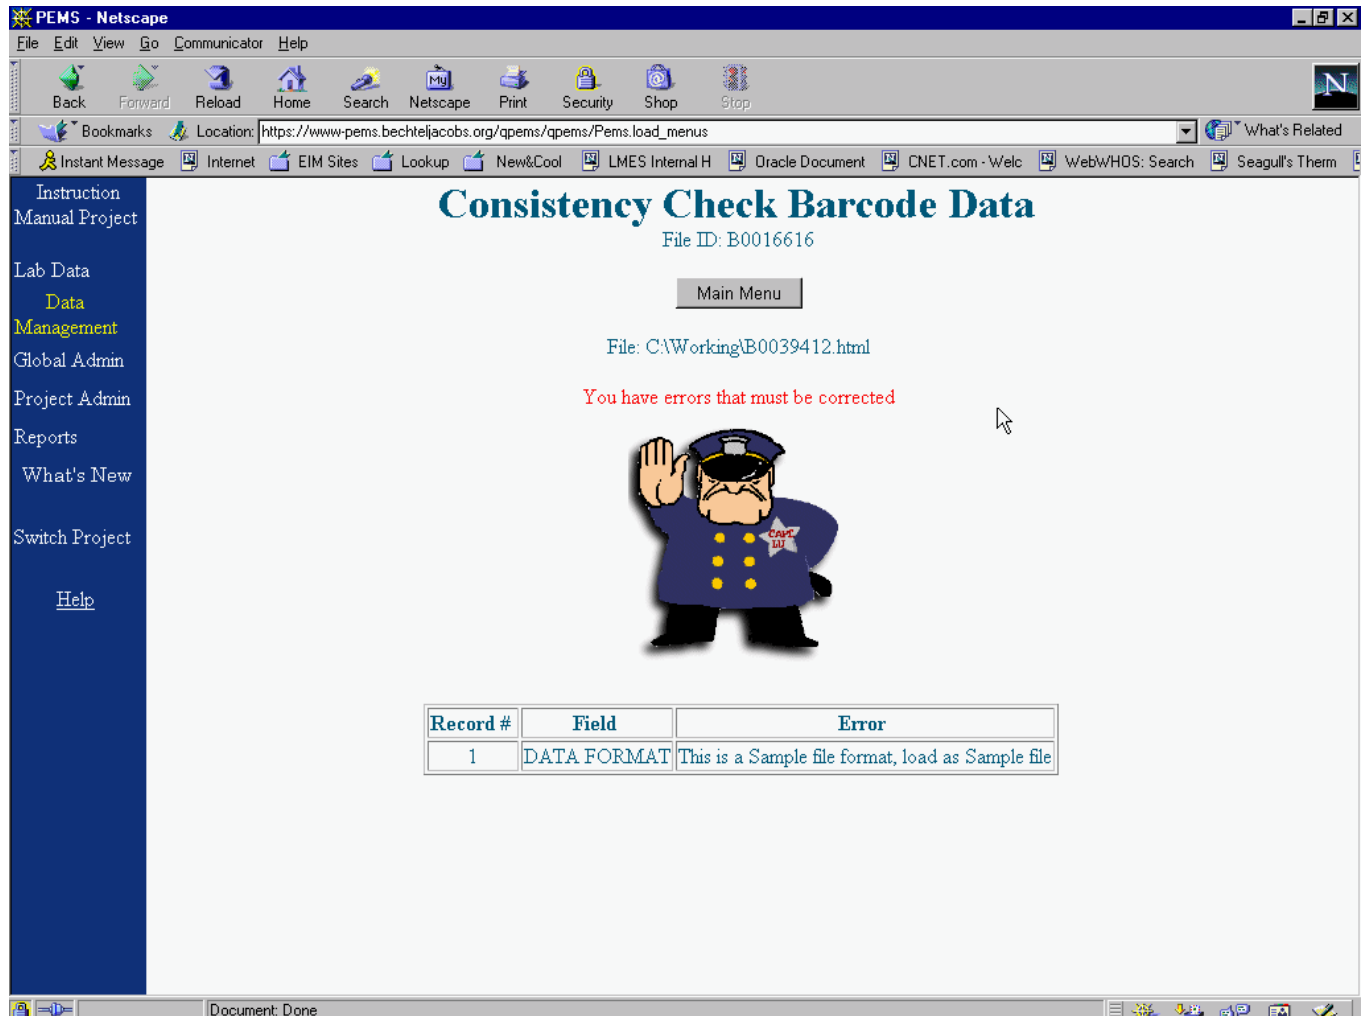 PEMS - Netscape
File Edit View Go Communicator Help
Back Forward Reload Home Search Netscape Print Security Shop Stop
My
N
Bookmarks Location: https://www-pems.bechteljacobs.org/qpems/qpems/Pems.load_menus What's Related
Instant Message Internet EIM Sites Lookup New&Cool LMES Internal H Oracle Document CNET.com - Welc WebWHOS: Search Seagull's Therm
Instruction
Manual Project
Lab Data
Data
Management
Global Admin
Project Admin
Reports
What's New
Switch Project
Help
Consistency Check Barcode Data
File ID: B0016616
Main Menu
File: C:\Working\B0039412.html
You have errors that must be corrected
CAPT.
LU
Record # Field Error
1 DATA FORMAT This is a Sample file format, load as Sample file
Document: Done